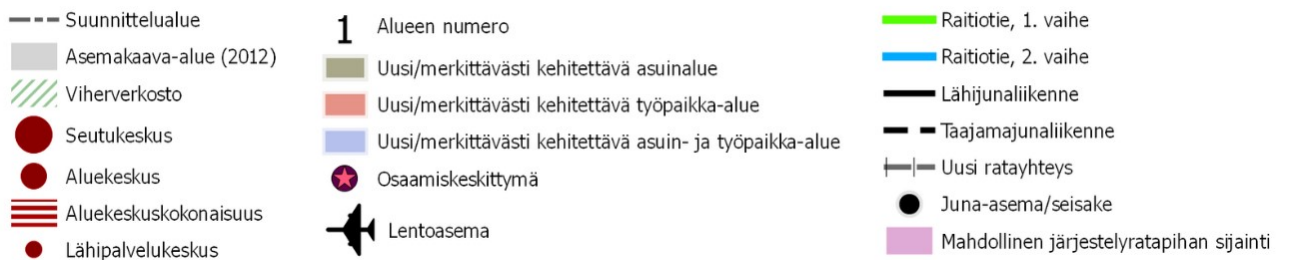 Suunnittelualue
Asemakaava-alue (2012)
Viherverkosto
Seutukeskus
Aluekeskus
Aluekeskuskokonaisuus
Lähipalvelukeskus
1 Alueen numero
Uusi/merkittävästi kehitettävä asuinalue
Uusi/merkittävästi kehitettävä työpaikka-alue
Uusi/merkittävästi kehitettävä asuin- ja työpaikka-alue
Osaamiskeskittymä
Lentoasema
Raitiotie, 1. vaihe
Raitiotie, 2. vaihe
Lähijunaliikenne
Taajamajunaliikenne
Uusi ratayhteys
Juna-asema/seisake
Mahdollinen järjestelyratapihan sijainti